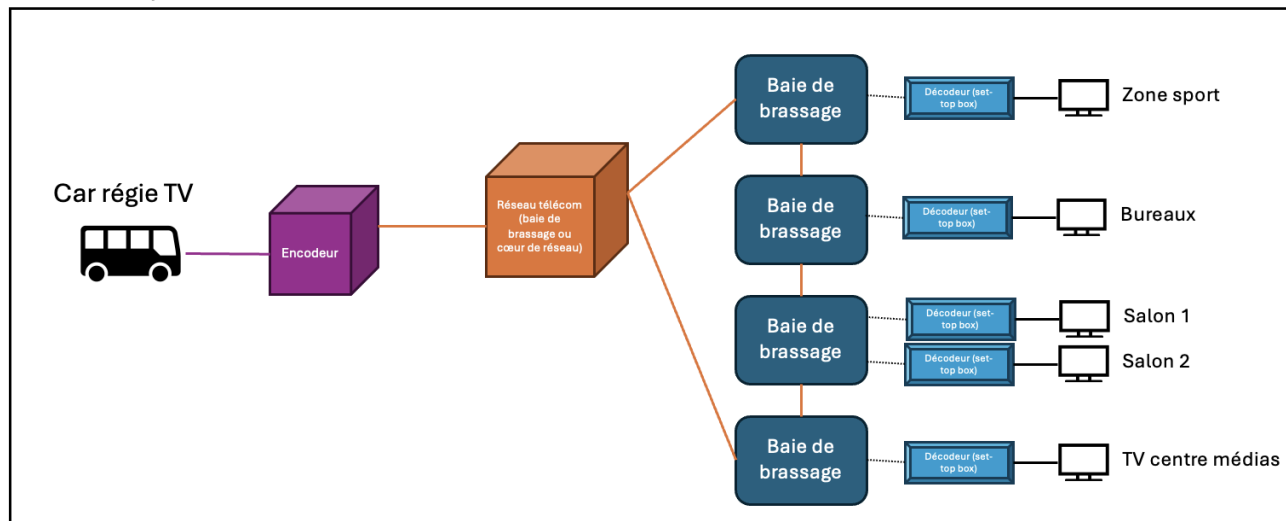 Car régie TV
Encodeur
Réseau télécom
(baie de
brassage ou
cœur de réseau)
Baie de
brassage
Décodeur (set-
top box)
Zone sport
Baie de
brassage
Décodeur (set-
top box)
Bureaux
Baie de
brassage
Décodeur (set-
top box)
Salon 1
Décodeur (set-
top box)
Salon 2
Baie de
brassage
Décodeur (set-
top box)
TV centre médias